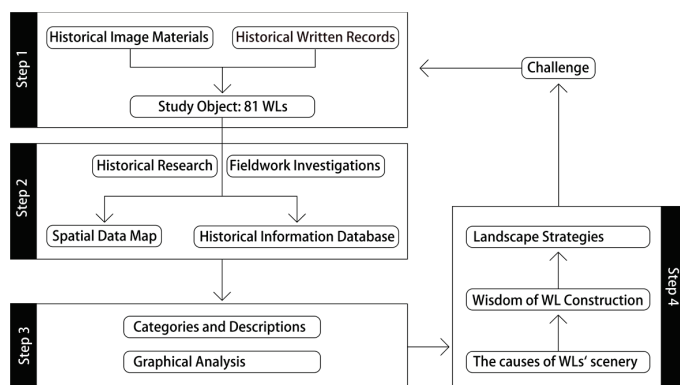 Step 1
Historical Image Materials
Historical Written Records
Study Object: 81 WLs
Challenge
Step 2
Historical Research
Fieldwork Investigations
Spatial Data Map
Historical Information Database
Step 3
Categories and Descriptions
Graphical Analysis
Step 4
Landscape Strategies
Wisdom of WL Construction
The causes of WLs‘ scenery